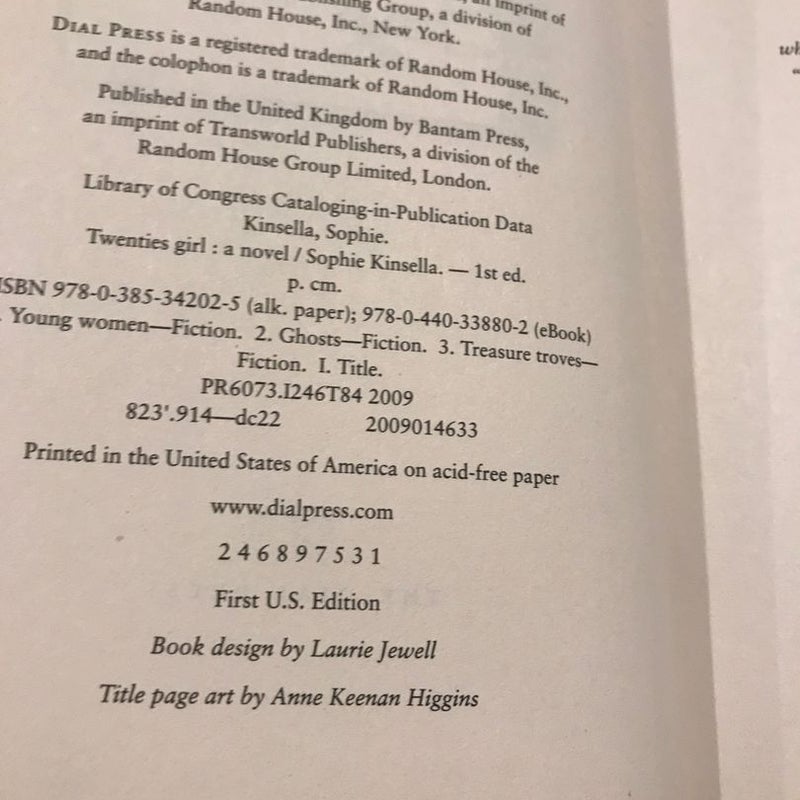 an imprint of
Group, a division of
Random House, Inc., New York.
DIAL PRESS is a registered trademark of Random House, Inc.,
and the colophon is a trademark of Random House, Inc.
Published in the United Kingdom by Bantam Press,
an imprint of Transworld Publishers, a division of the
Random House Group Limited, London.
Library of Congress Cataloging-in-Publication Data
Kinsella, Sophie.
Twenties girl : a novel / Sophie Kinsella. — 1st ed.
p. cm.
ISBN 978-0-385-34202-5 (alk. paper); 978-0-440-33880-2 (eBook)
. Young women—Fiction. 2. Ghosts—Fiction. 3. Treasure troves—
Fiction. I. Title.
PR6073.I246T84 2009
823'.914—dc22 2009014633
Printed in the United States of America on acid-free paper
www.dialpress.com
2 4 6 8 9 7 5 3 1
First U.S. Edition
Book design by Laurie Jewell
Title page art by Anne Keenan Higgins